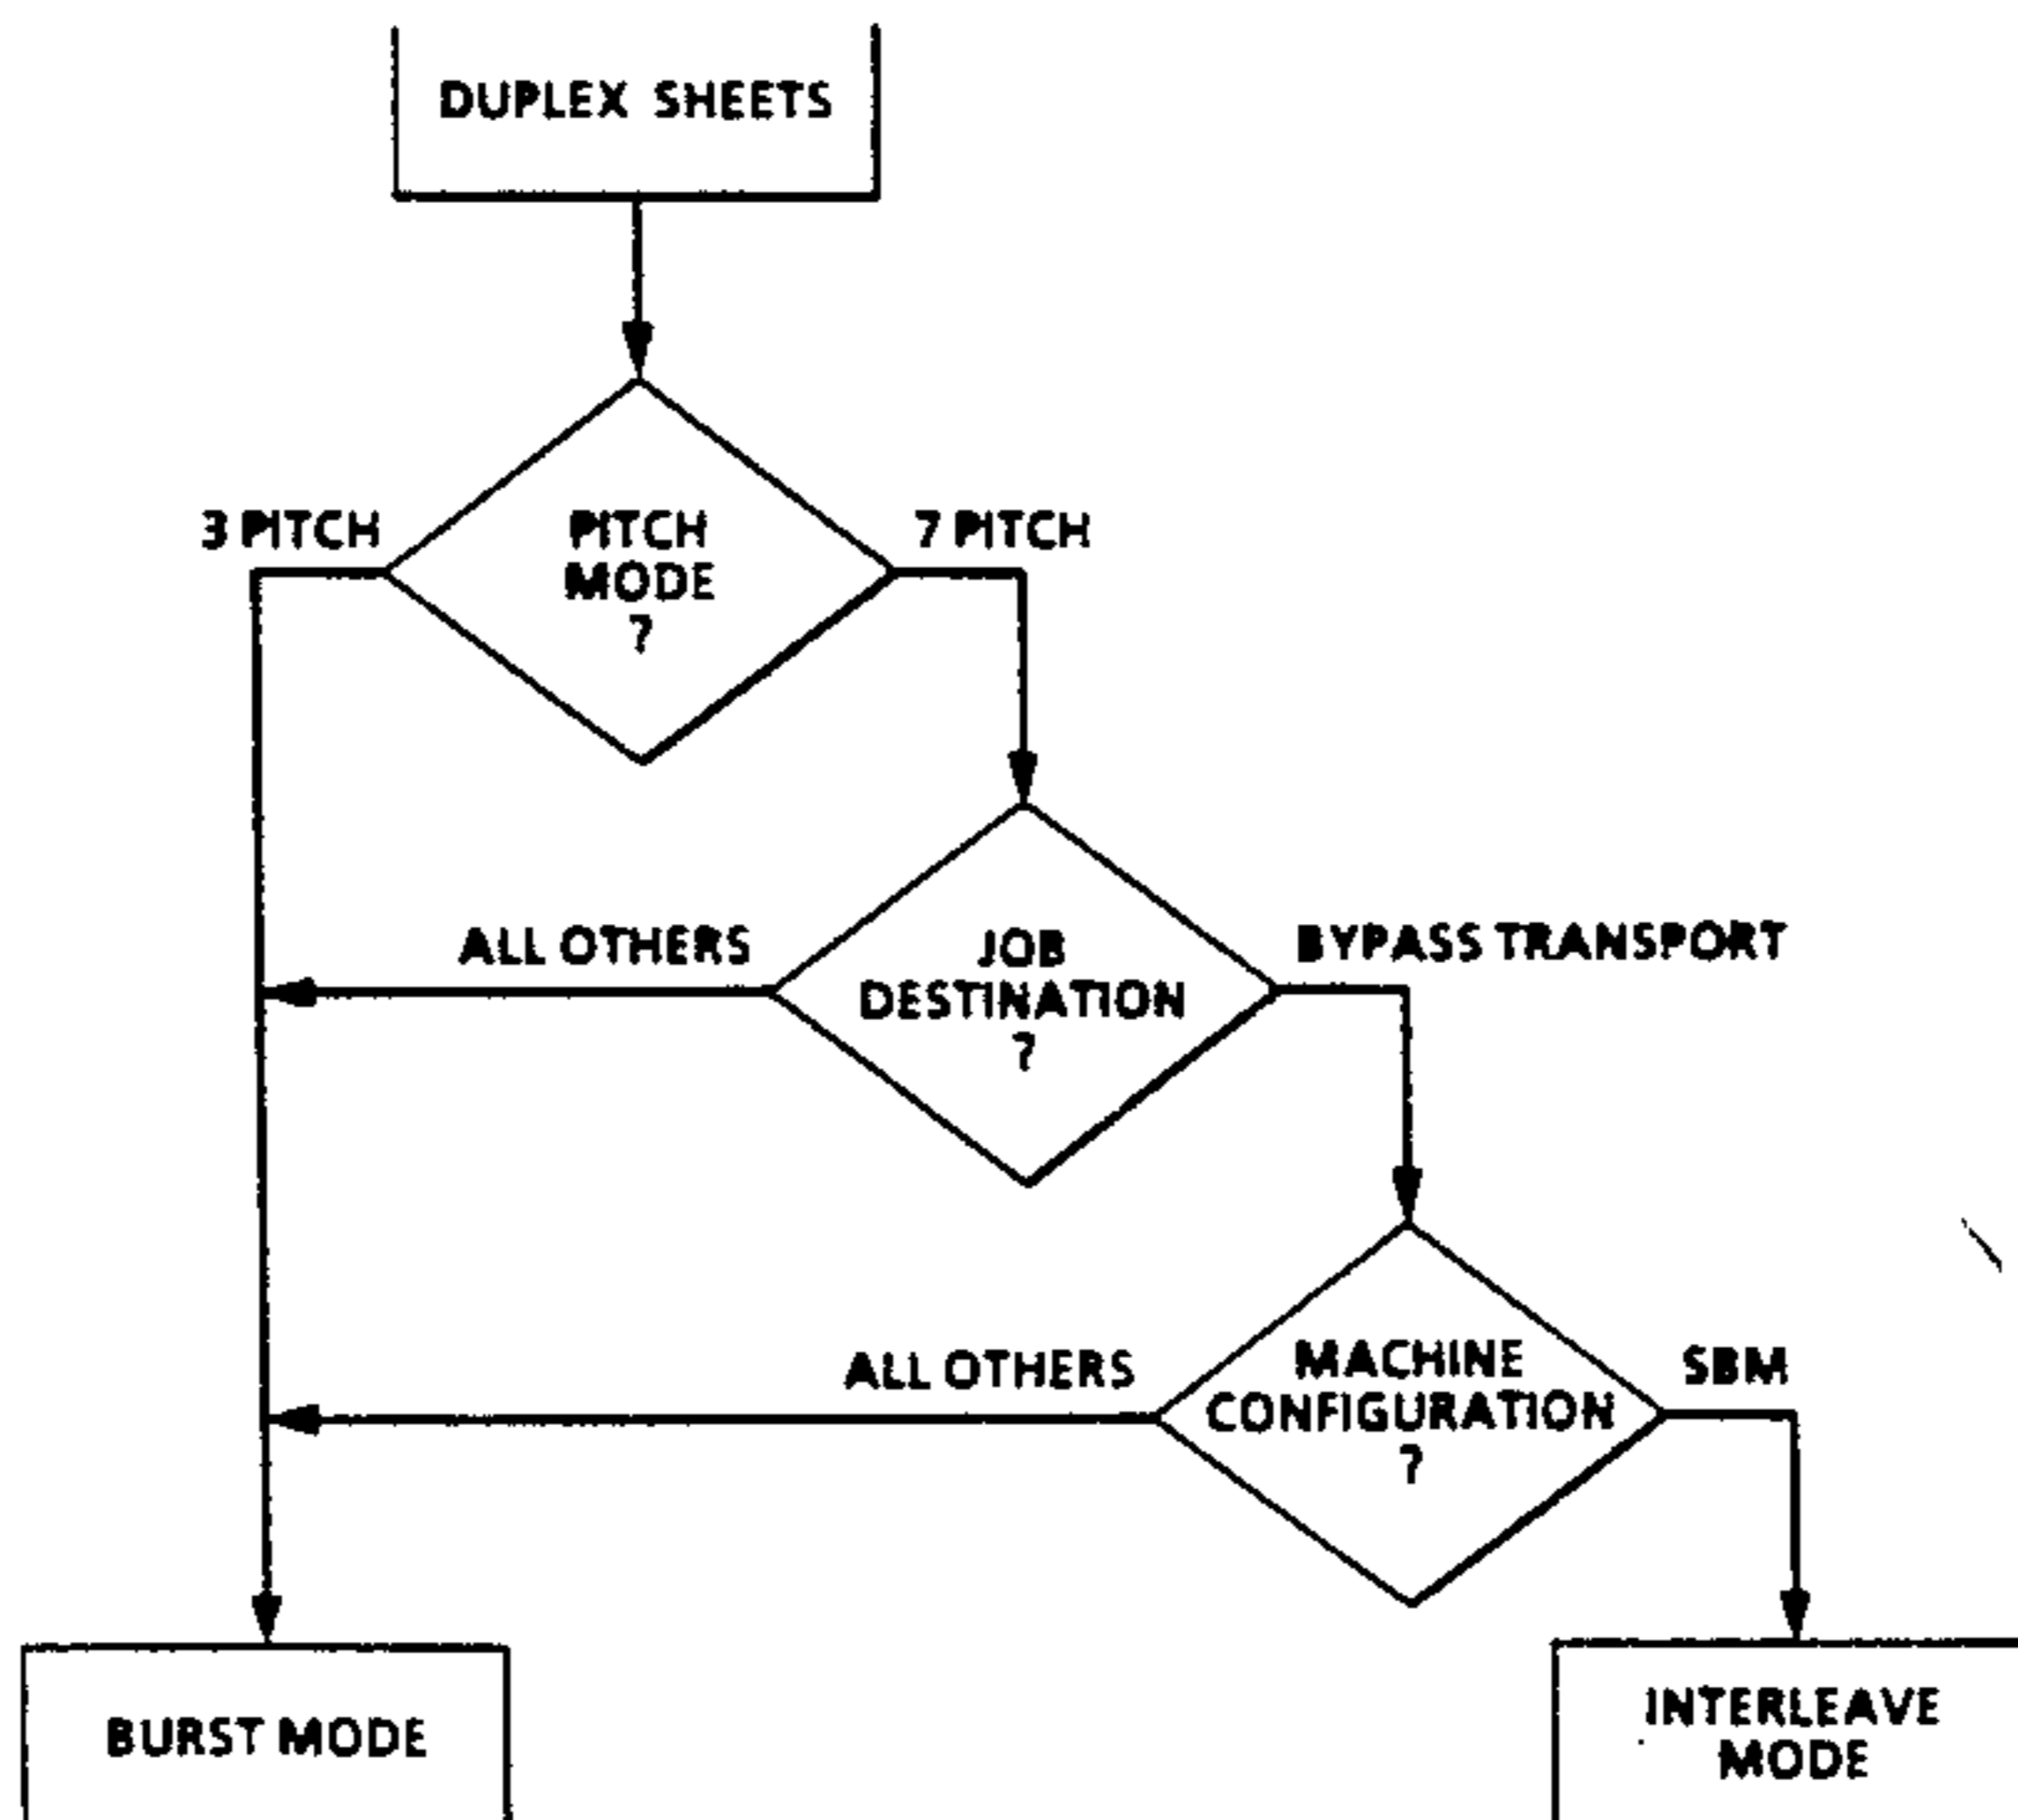 DUPLEX SHEETS
3 PITCH
PITCH
MODE
?
7 PITCH
ALL OTHERS
JOB
DESTINATION
?
BYPASS TRANSPORT
ALL OTHERS
MACHINE
CONFIGURATION
?
SBM
BURST MODE
INTERLEAVE
MODE